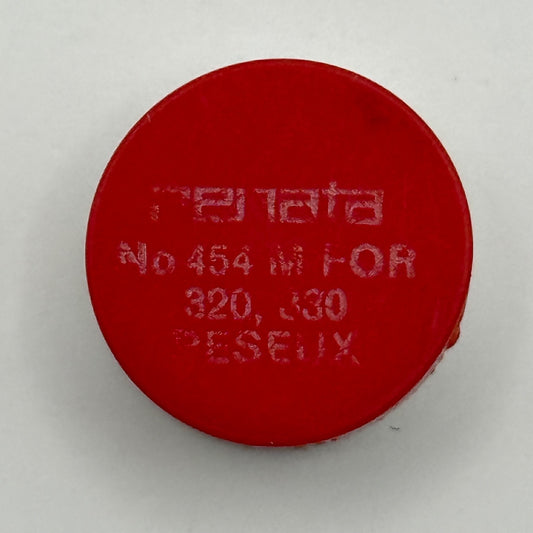 renata
No 454 M FOR
320, 330
PESEUX